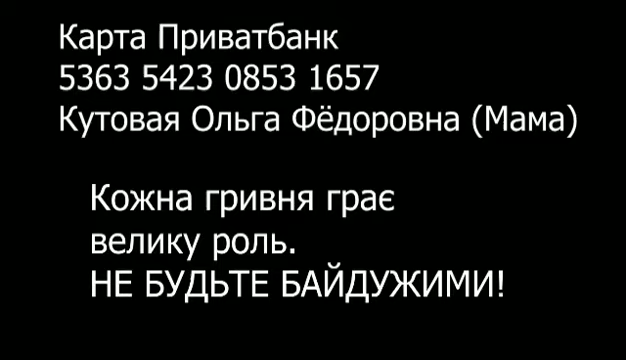 Карта Приватбанк
5363 5423 0853 1657
Кутовая Ольга Фёдоровна (Мама)
Кожна гривня грає
велику роль.
НЕ БУДЬТЕ БАЙДУЖИМИ!